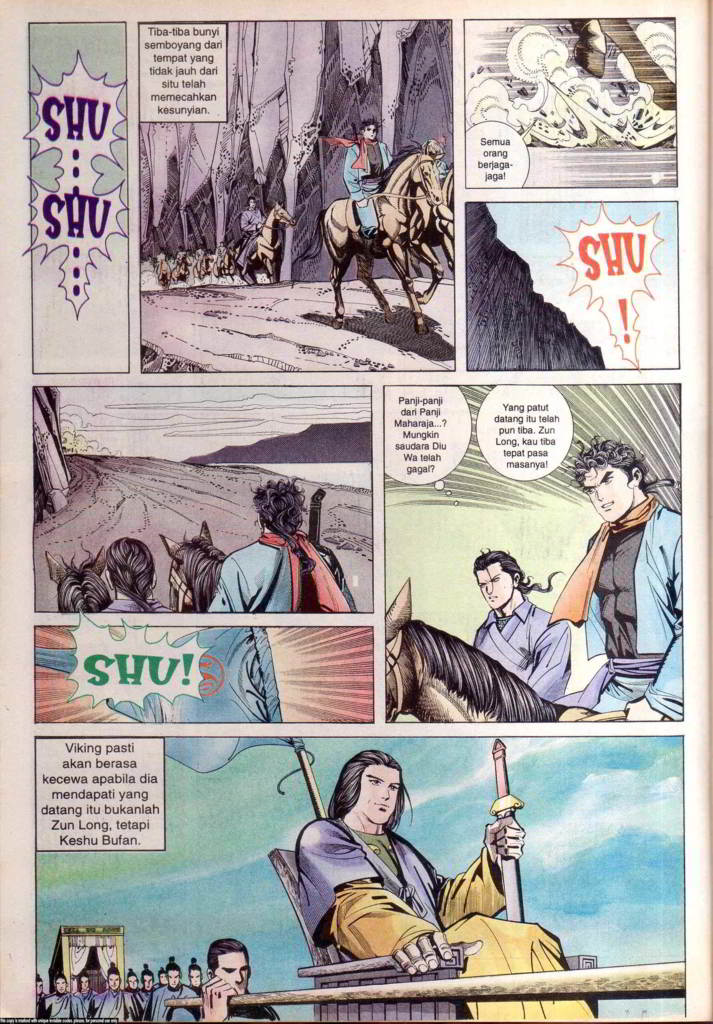 SHU
...
SHU
....
Tiba-tiba bunyi
semboyang dari
tempat yang
tidak jauh dari
situ telah
memecahkan
kesunyian.
Semua
orang
berjaga-
jaga!
SHU
!
Panji-panji
dari Panji
Maharaja...?
Mungkin
saudara Diu
Wa telah
gagal?
Yang patut
datang itu telah
pun tiba. Zun
Long, kau tiba
tepat pasa
masanya!
SHU!
Viking pasti
akan berasa
kecewa apabila dia
mendapati yang
datang itu bukanlah
Zun Long, tetapi
Keshu Bufan.